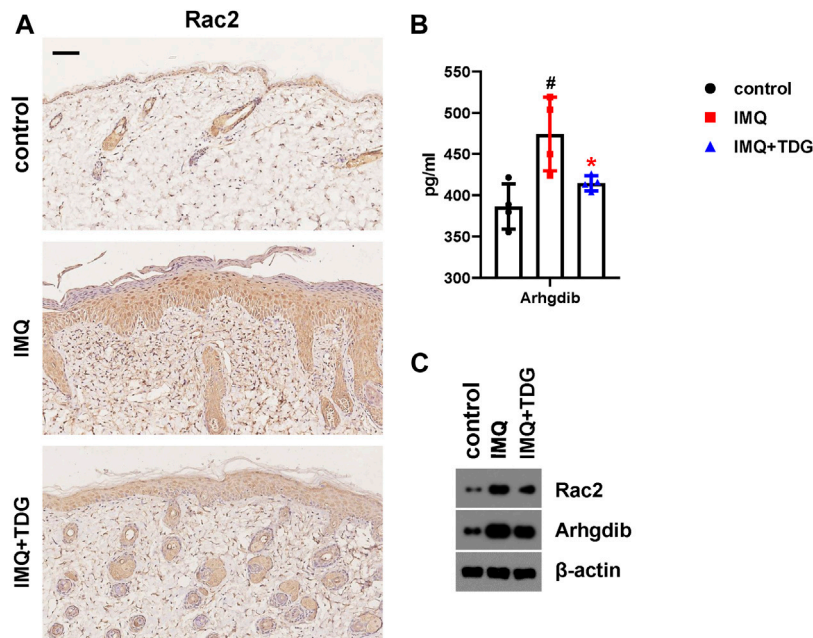 A
Rac2
control
IMQ
IMQ+TDG
B
550
500
450
400
350
300
pg/ml
#
*
Arhgdib
control
IMQ
IMQ+TDG
C
control
IMQ
IMQ+TDG
Rac2
Arhgdib
β-actin